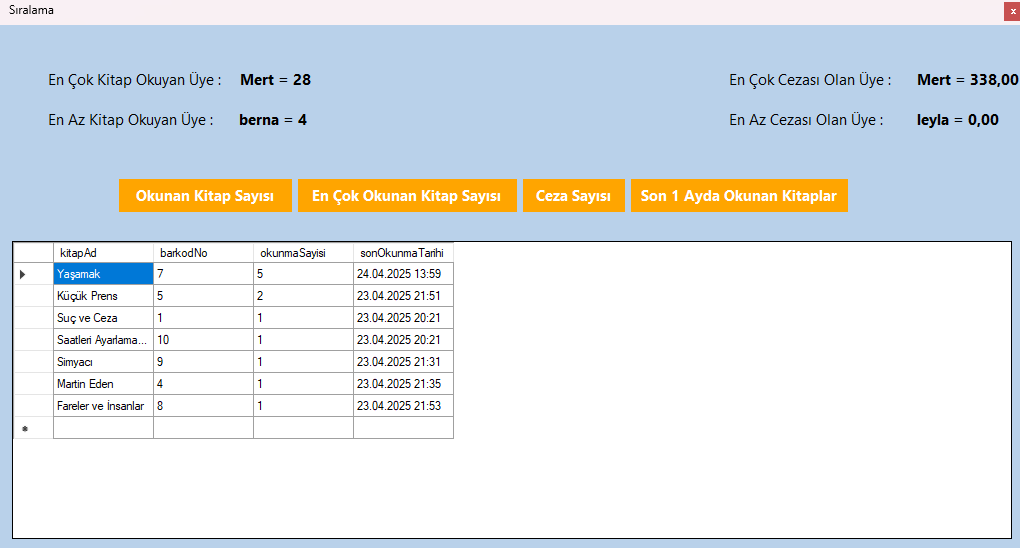 Sıralama
x
En Çok Kitap Okuyan Üye : Mert = 28
En Çok Cezası Olan Üye : Mert = 338,00
En Az Kitap Okuyan Üye : berna = 4
En Az Cezası Olan Üye : leyla = 0,00
Okunan Kitap Sayısı En Çok Okunan Kitap Sayısı Ceza Sayısı Son 1 Ayda Okunan Kitaplar
kitapAd barkodNo okunmaSayisi sonOkunmaTarihi
Yaşamak 7 5 24.04.2025 13:59
Küçük Prens 5 2 23.04.2025 21:51
Suç ve Ceza 1 1 23.04.2025 20:21
Saatleri Ayarlama... 10 1 23.04.2025 20:21
Simyacı 9 1 23.04.2025 21:31
Martin Eden 4 1 23.04.2025 21:35
Fareler ve İnsanlar 8 1 23.04.2025 21:53